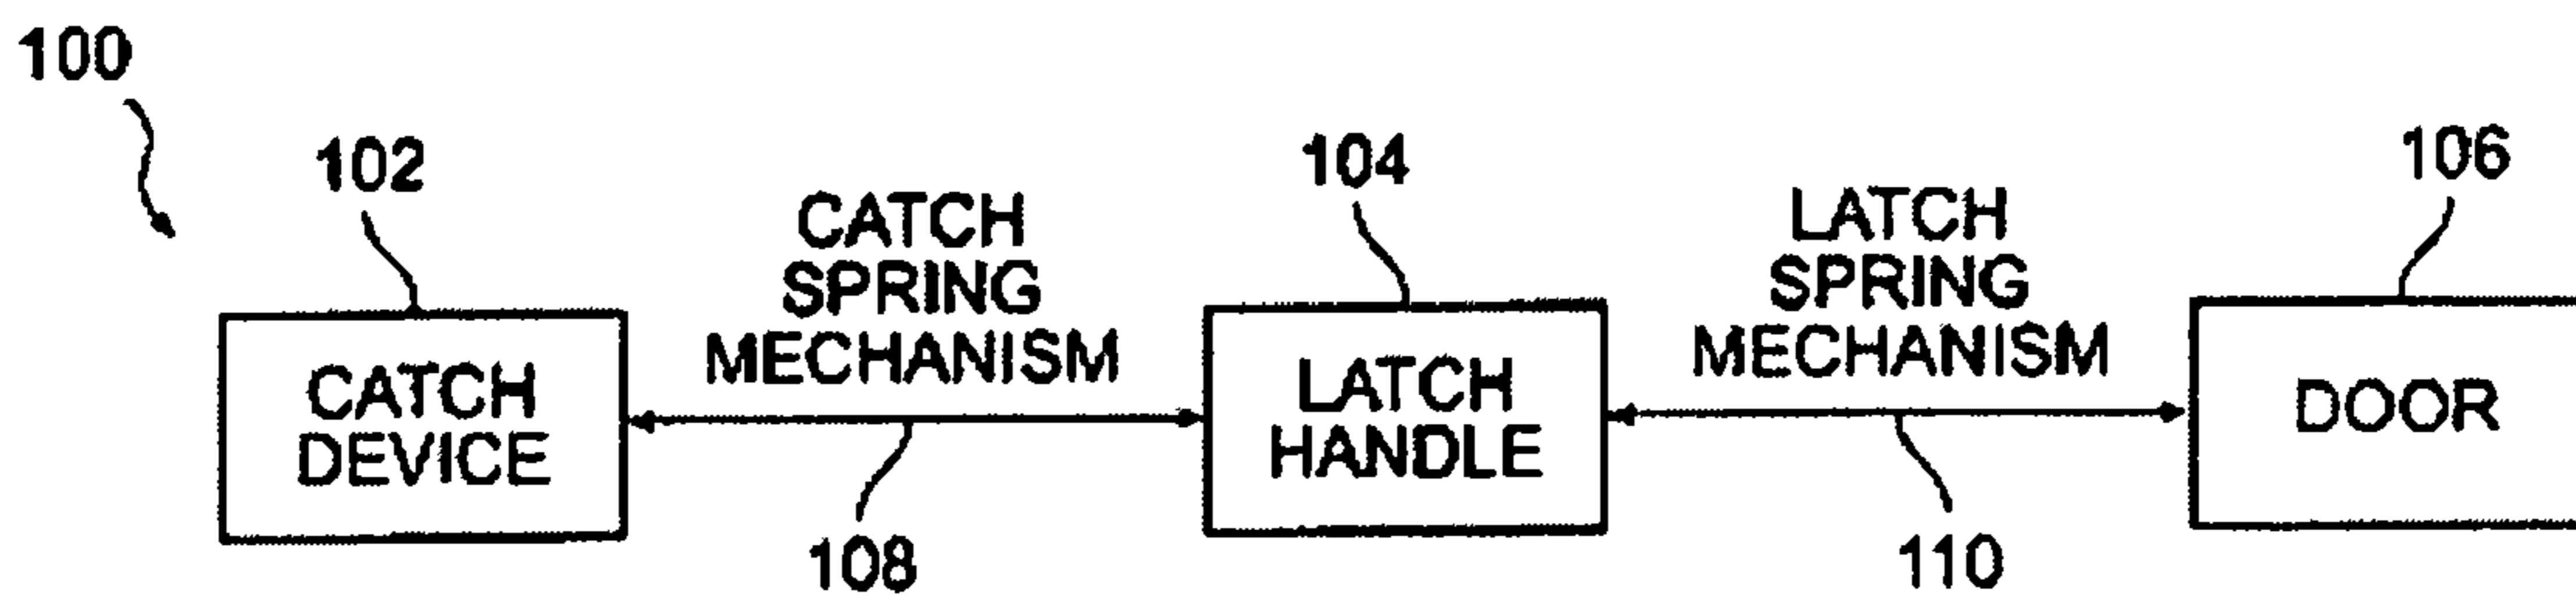 100
102
CATCH
SPRING
MECHANISM
104
LATCH
SPRING
MECHANISM
106
CATCH
DEVICE
LATCH
HANDLE
DOOR
108
110